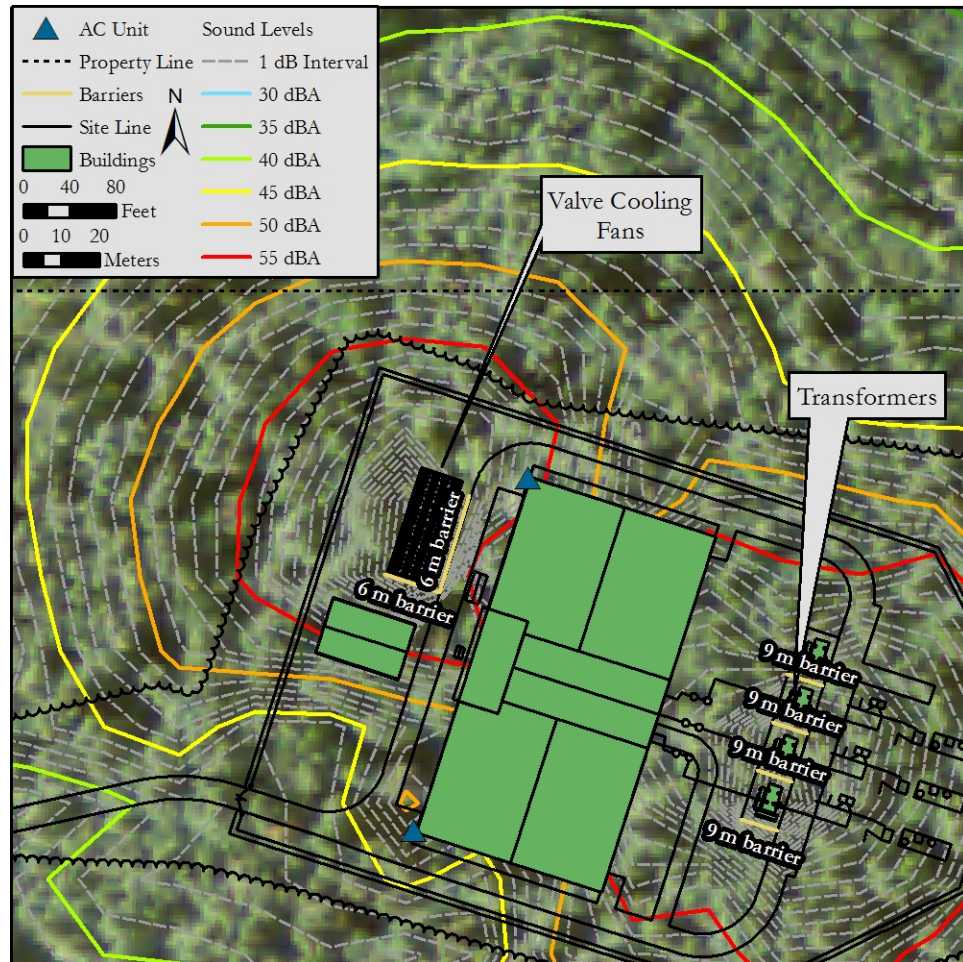 AC Unit
Property Line
Barriers
Site Line
Buildings
N
0 40 80
Feet
0 10 20
Meters
Sound Levels
1 dB Interval
30 dBA
35 dBA
40 dBA
45 dBA
50 dBA
55 dBA
Valve Cooling
Fans
Transformers
6 m barrier
6 m barrier
9 m barrier
9 m barrier
9 m barrier
9 m barrier